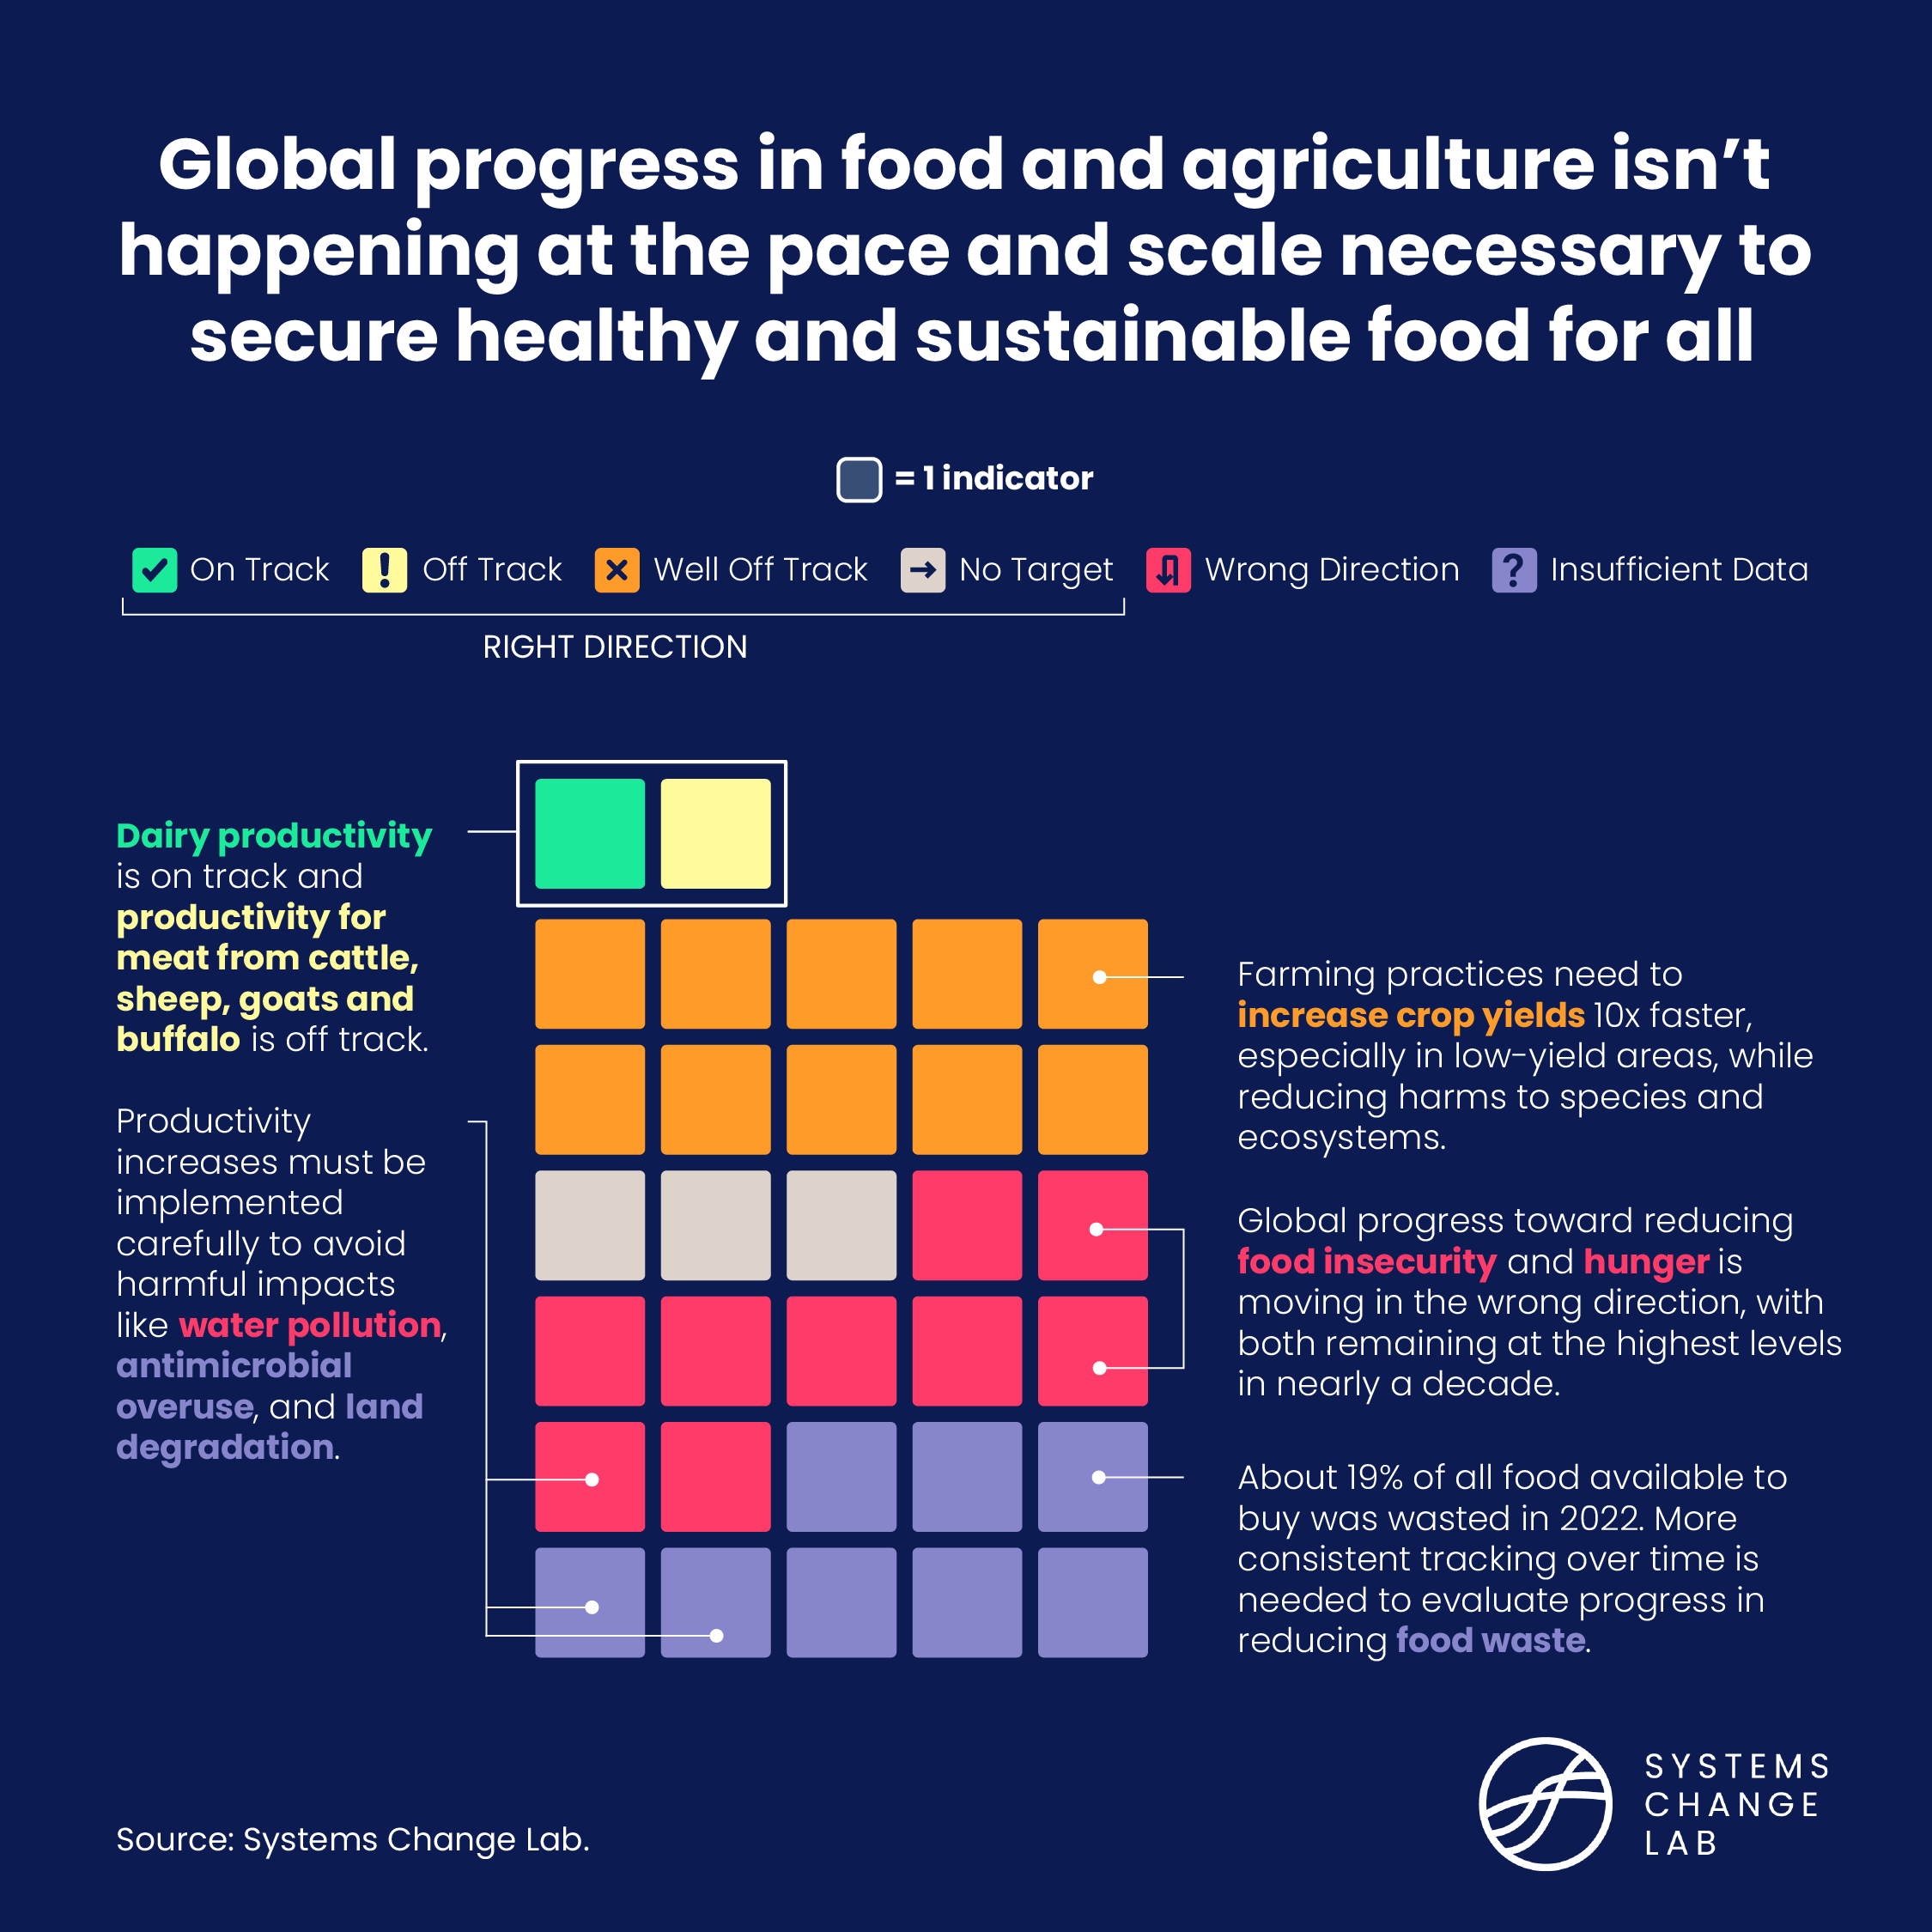 Global progress in food and agriculture isn’t
happening at the pace and scale necessary to
secure healthy and sustainable food for all
= 1 indicator
On Track
! Off Track
Well Off Track
No Target
Wrong Direction
? Insufficient Data
RIGHT DIRECTION
Dairy productivity
is on track and
productivity for
meat from cattle,
sheep, goats and
buffalo is off track.
Productivity
increases must be
implemented
carefully to avoid
harmful impacts
like water pollution,
antimicrobial
overuse, and land
degradation.
Farming practices need to
increase crop yields 10x faster,
especially in low-yield areas, while
reducing harms to species and
ecosystems.
Global progress toward reducing
food insecurity and hunger is
moving in the wrong direction, with
both remaining at the highest levels
in nearly a decade.
About 19% of all food available to
buy was wasted in 2022. More
consistent tracking over time is
needed to evaluate progress in
reducing food waste.
Source: Systems Change Lab.
SYSTEMS
CHANGE
LAB